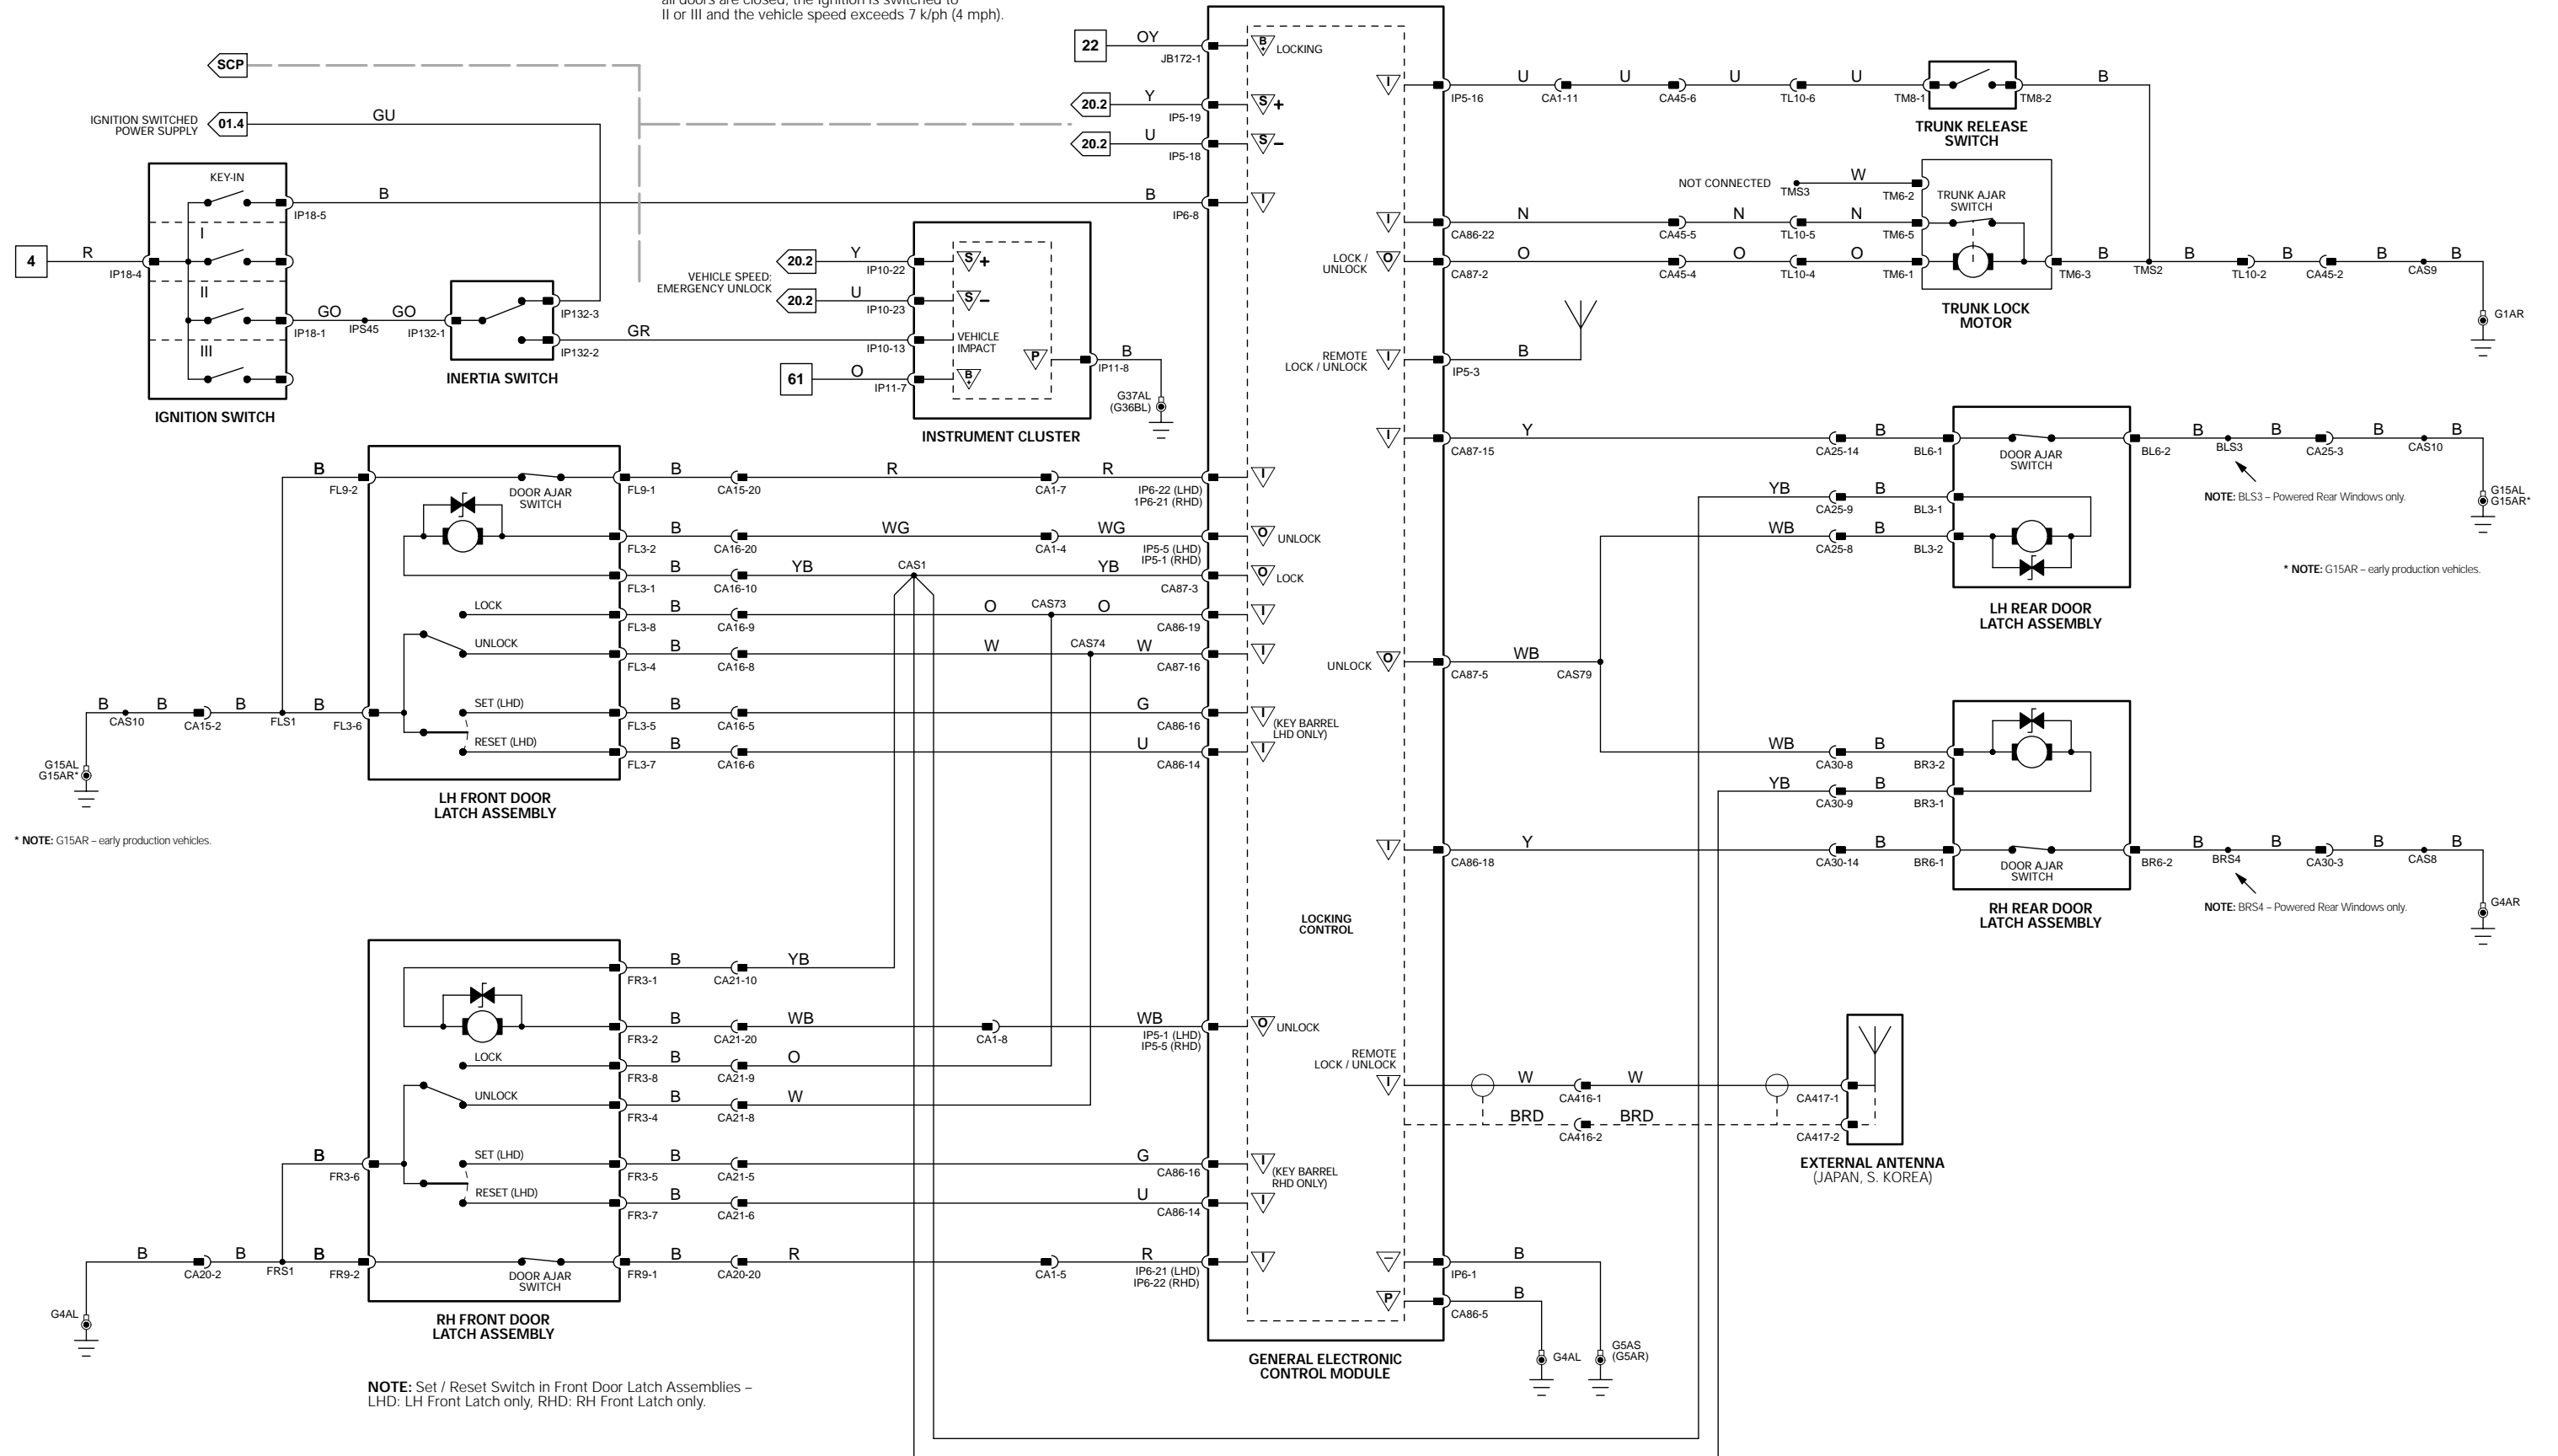 all doors are closed, the ignition is switched to
II or III and the vehicle speed exceeds 7 k/ph (4 mph).
SCP
IGNITION SWITCHED
POWER SUPPLY
01.4
GU
KEY-IN
I
II
III
4
R
IP18-4
IP18-5
B
IP18-1
GO
IPS45
GO
IP132-1
IP132-3
IP132-2
GR
IGNITION SWITCH
INERTIA SWITCH
22
OY
JB172-1
B+
LOCKING
20.2
Y
IP5-19
S+
20.2
U
IP5-18
S–
B
IP6-8
I
VEHICLE SPEED;
EMERGENCY UNLOCK
20.2
Y
IP10-22
S+
20.2
U
IP10-23
S–
IP10-13
VEHICLE
IMPACT
61
O
IP11-7
B+
P
IP11-8
B
G37AL
(G36BL)
INSTRUMENT CLUSTER
B
FL9-2
DOOR AJAR
SWITCH
FL9-1
B
CA15-20
R
CA1-7
R
IP6-22 (LHD)
1P6-21 (RHD)
I
FL3-2
B
CA16-20
WG
CA1-4
WG
IP5-5 (LHD)
IP5-1 (RHD)
O
UNLOCK
FL3-1
B
CA16-10
YB
CAS1
YB
CA87-3
O
LOCK
LOCK
FL3-8
B
CA16-9
O
CAS73
O
CA86-19
I
UNLOCK
FL3-4
B
CA16-8
W
CAS74
W
CA87-16
I
B
CAS10
B
CA15-2
B
FLS1
B
FL3-6
SET (LHD)
FL3-5
B
CA16-5
G
CA86-16
I
(KEY BARREL
LHD ONLY)
RESET (LHD)
FL3-7
B
CA16-6
U
CA86-14
I
G15AL
G15AR*
LH FRONT DOOR
LATCH ASSEMBLY
* NOTE: G15AR – early production vehicles.
FR3-1
B
CA21-10
YB
FR3-2
B
CA21-20
WB
CA1-8
WB
IP5-1 (LHD)
IP5-5 (RHD)
O
UNLOCK
LOCK
FR3-8
B
CA21-9
O
UNLOCK
FR3-4
B
CA21-8
W
B
FR3-6
SET (LHD)
FR3-5
B
CA21-5
G
CA86-16
I
(KEY BARREL
RHD ONLY)
RESET (LHD)
FR3-7
B
CA21-6
U
CA86-14
I
B
CA20-2
B
FRS1
B
FR9-2
DOOR AJAR
SWITCH
FR9-1
B
CA20-20
R
CA1-5
R
IP6-21 (LHD)
IP6-22 (RHD)
I
G4AL
RH FRONT DOOR
LATCH ASSEMBLY
NOTE: Set / Reset Switch in Front Door Latch Assemblies –
LHD: LH Front Latch only, RHD: RH Front Latch only.
I
IP5-16
U
CA1-11
U
CA45-6
U
TL10-6
U
TM8-1
TM8-2
B
TRUNK RELEASE
SWITCH
NOT CONNECTED
TMS3
W
TM6-2
TRUNK AJAR
SWITCH
I
CA86-22
N
CA45-5
N
TL10-5
N
TM6-5
LOCK /
UNLOCK
O
CA87-2
O
CA45-4
O
TL10-4
O
TM6-1
TM6-3
B
TMS2
B
TL10-2
B
CA45-2
B
CAS9
B
G1AR
TRUNK LOCK
MOTOR
REMOTE
LOCK / UNLOCK
I
IP5-3
B
I
CA87-15
Y
CA25-14
B
BL6-1
DOOR AJAR
SWITCH
BL6-2
B
BLS3
B
CA25-3
B
CAS10
B
G15AL
G15AR*
NOTE: BLS3 – Powered Rear Windows only.
YB
CA25-9
B
BL3-1
WB
CA25-8
B
BL3-2
* NOTE: G15AR – early production vehicles.
LH REAR DOOR
LATCH ASSEMBLY
UNLOCK
O
CA87-5
WB
CAS79
WB
CA30-8
B
BR3-2
YB
CA30-9
B
BR3-1
I
CA86-18
Y
CA30-14
B
BR6-1
DOOR AJAR
SWITCH
BR6-2
B
BRS4
B
CA30-3
B
CAS8
B
G4AR
NOTE: BRS4 – Powered Rear Windows only.
RH REAR DOOR
LATCH ASSEMBLY
LOCKING
CONTROL
REMOTE
LOCK / UNLOCK
I
W
CA416-1
W
CA417-1
BRD
CA416-2
BRD
CA417-2
EXTERNAL ANTENNA
(JAPAN, S. KOREA)
–
IP6-1
B
P
CA86-5
B
G4AL
G5AS
(G5AR)
GENERAL ELECTRONIC
CONTROL MODULE